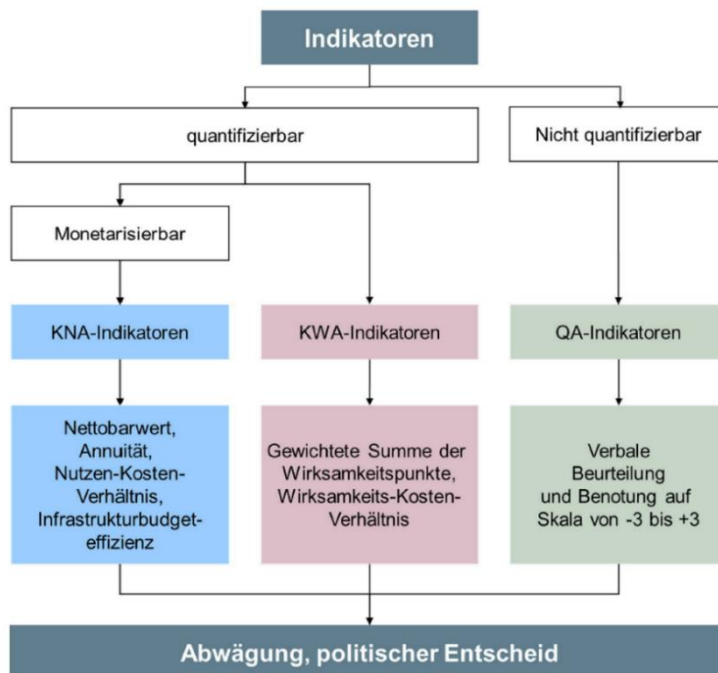 Indikatoren
quantifizierbar
Nicht quantifizierbar
Monetarisierbar
KNA-Indikatoren
KWA-Indikatoren
QA-Indikatoren
Nettobarwert,
Annuität,
Nutzen-Kosten-
Verhältnis,
Infrastrukturbudget-
effizienz
Gewichtete Summe der
Wirksamkeitspunkte,
Wirksamkeits-Kosten-
Verhältnis
Verbale
Beurteilung
und Benotung auf
Skala von -3 bis +3
Abwägung, politischer Entscheid